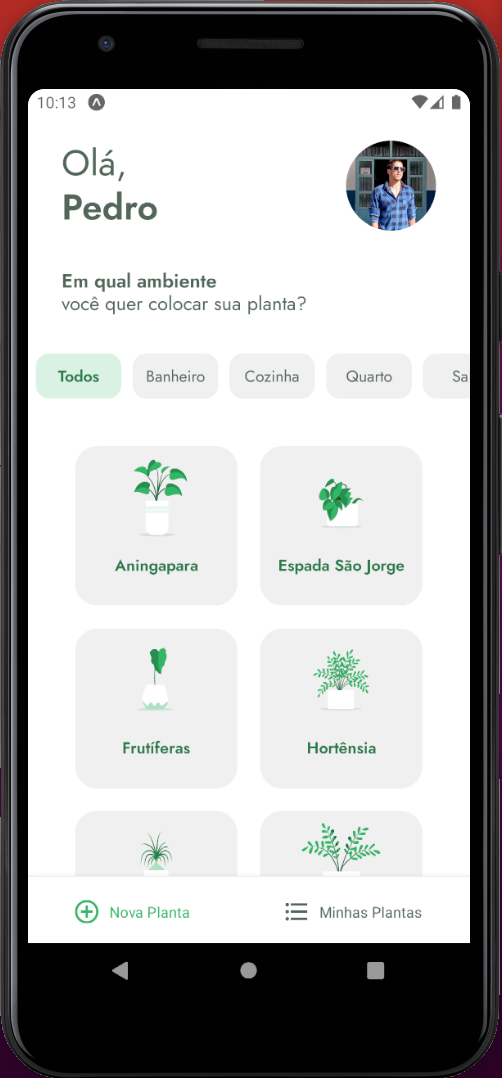 10:13
Olá,
Pedro
Em qual ambiente
você quer colocar sua planta?
Todos
Banheiro
Cozinha
Quarto
Sa
Aningapara
Espada São Jorge
Frutíferas
Hortênsia
Nova Planta
Minhas Plantas